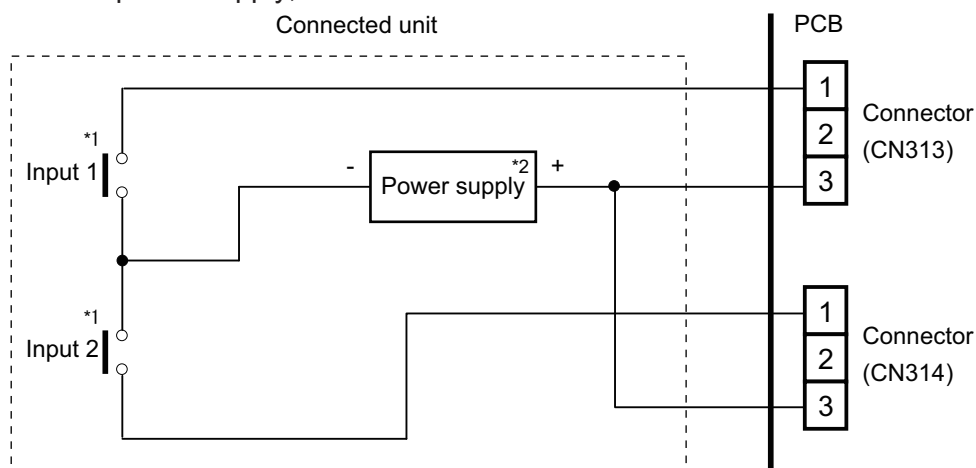 Connected unit
PCB
1
2
3
Connector
(CN313)
*1
Input 1
-
Power supply
*2
+
*1
Input 2
1
2
3
Connector
(CN314)